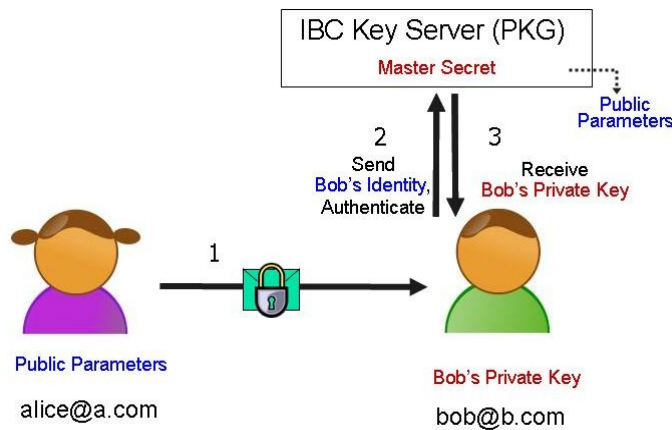 IBC Key Server (PKG)
Master Secret
Public
Parameters
2
Send
Bob's Identity,
Authenticate
3
Receive
Bob's Private Key
1
Public Parameters
alice@a.com
Bob's Private Key
bob@b.com